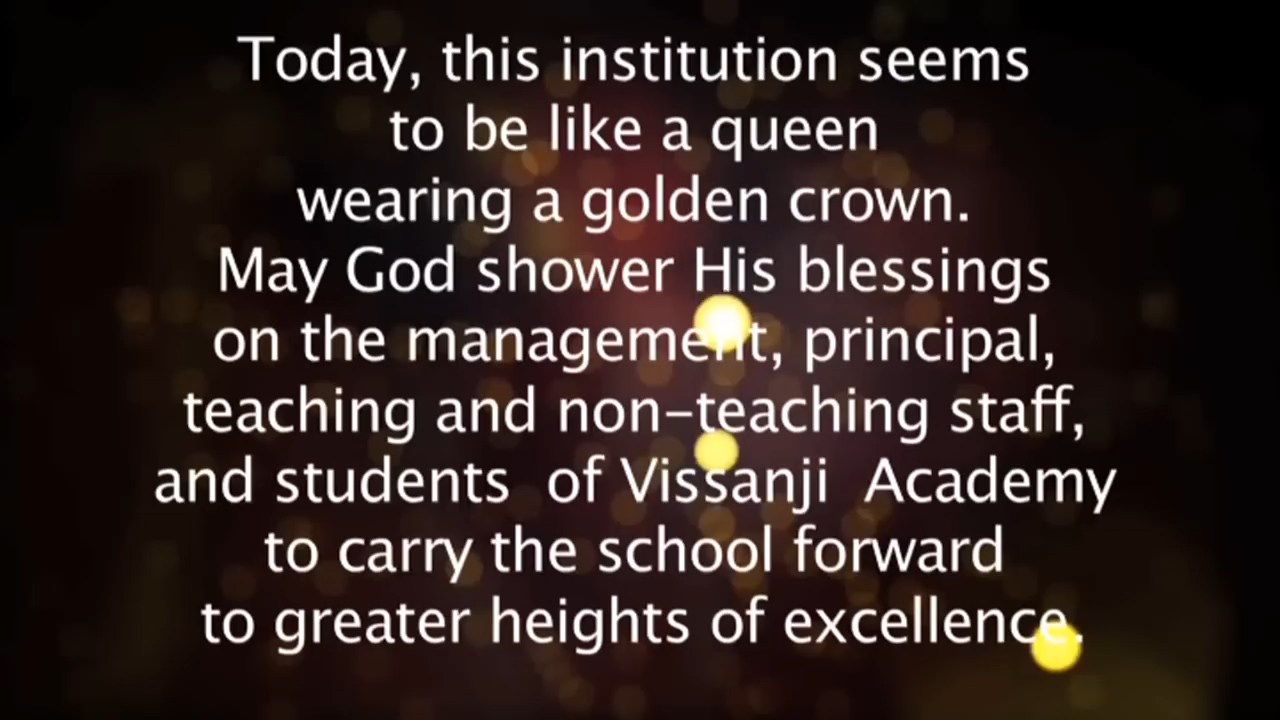 Today, this institution seems
to be like a queen
wearing a golden crown.
May God shower His blessings
on the management, principal,
teaching and non-teaching staff,
and students of Vissanji Academy
to carry the school forward
to greater heights of excellence.